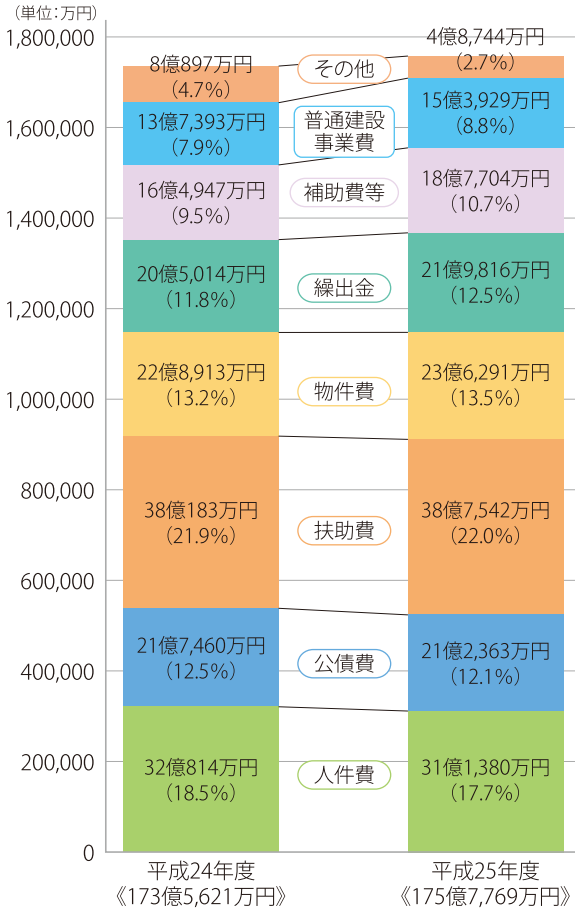 （単位：万円）
1,800,000
1,600,000
1,400,000
1,200,000
1,000,000
800,000
600,000
400,000
200,000
0
8億897万円
（4.7%）
13億7,393万円
（7.9%）
16億4,947万円
（9.5%）
20億5,014万円
（11.8%）
22億8,913万円
（13.2%）
38億183万円
（21.9%）
21億7,460万円
（12.5%）
32億814万円
（18.5%）
その他
普通建設
事業費
補助費等
繰出金
物件費
扶助費
公債費
人件費
4億8,744万円
（2.7%）
15億3,929万円
（8.8%）
18億7,704万円
（10.7%）
21億9,816万円
（12.5%）
23億6,291万円
（13.5%）
38億7,542万円
（22.0%）
21億2,363万円
（12.1%）
31億1,380万円
（17.7%）
平成24年度
《173億5,621万円》
平成25年度
《175億7,769万円》